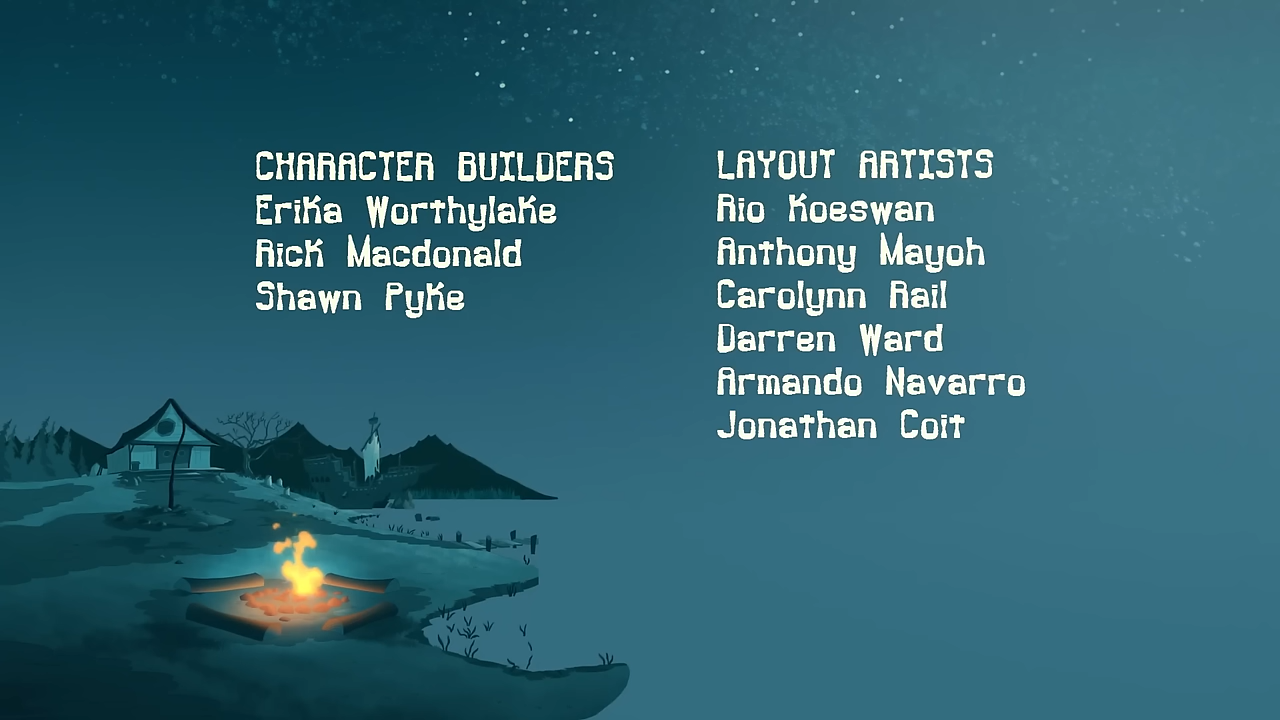 CHARACTER BUILDERS
Erika Worthylake
Rick Macdonald
Shawn Pyke
LAYOUT ARTISTS
Rio Koeswan
Anthony Mayoh
Carolynn Rail
Darren Ward
Armando Navarro
Jonathan Coit